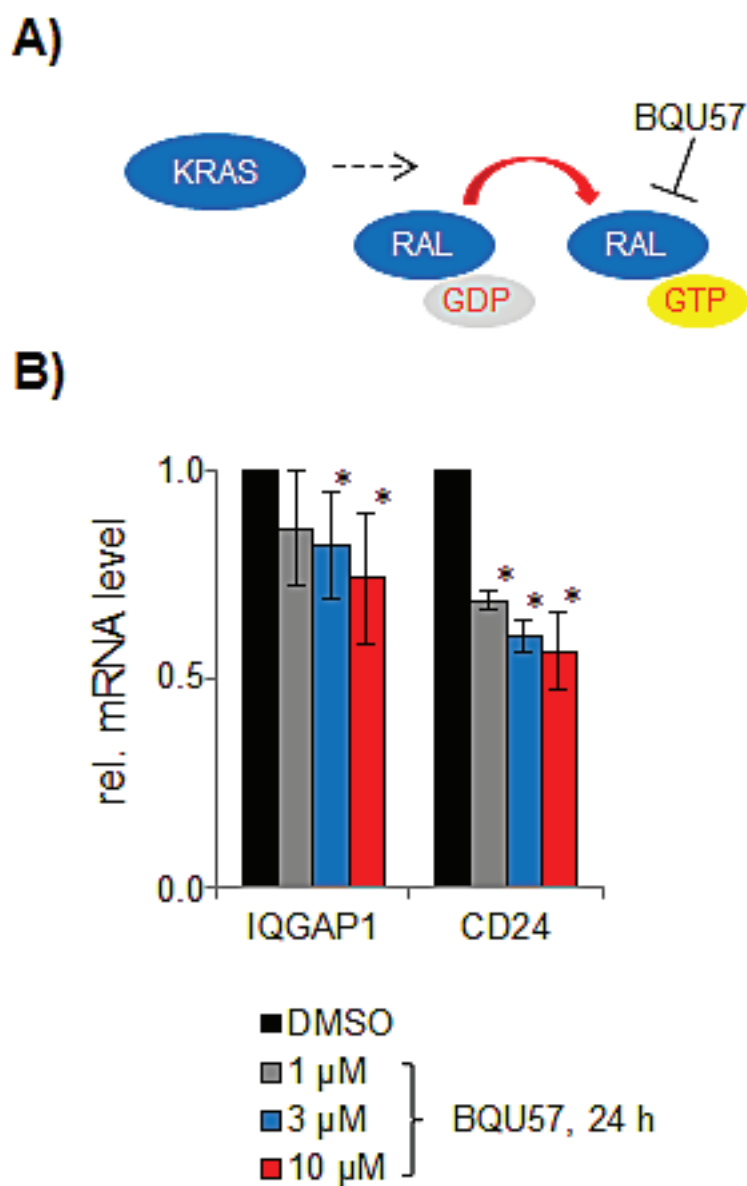 A)
BQU57
KRAS
RAL
RAL
GDP
GTP
B)
rel. mRNA level
1.0
0.5
0.0
* * * * *
IQGAP1
CD24
DMSO
1 µM
3 µM
10 µM
BQU57, 24 h